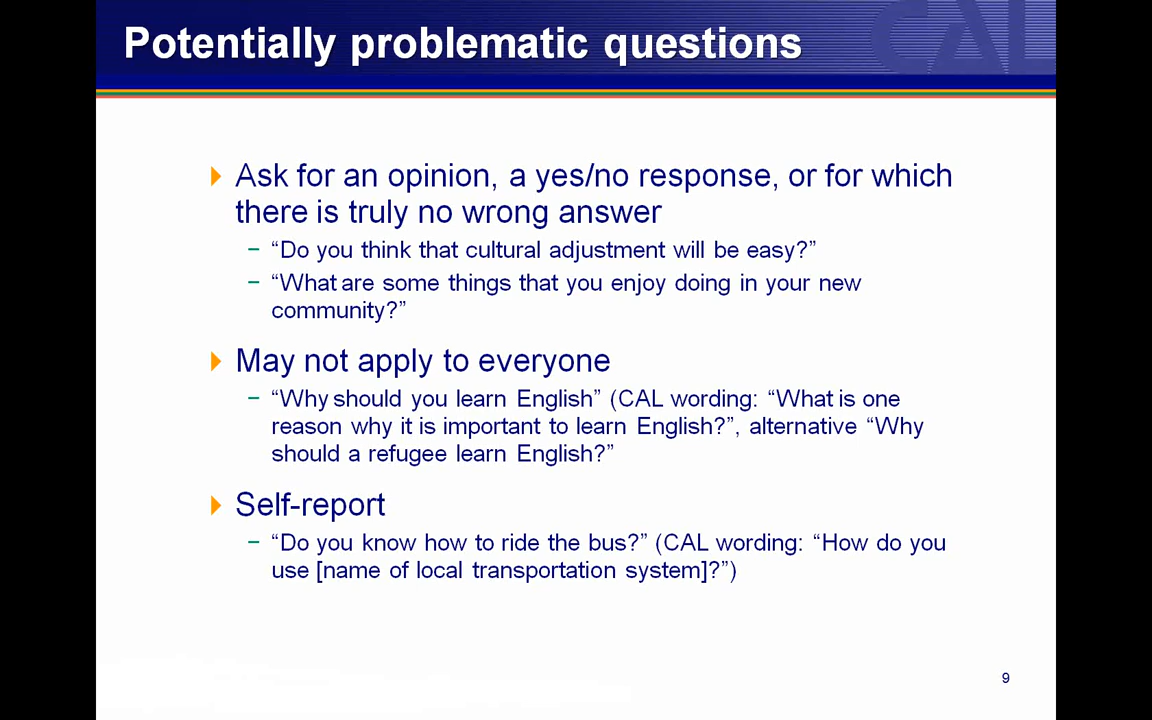 CAL
Potentially problematic questions
Ask for an opinion, a yes/no response, or for which
there is truly no wrong answer
− “Do you think that cultural adjustment will be easy?”
− “What are some things that you enjoy doing in your new
community?”
May not apply to everyone
− “Why should you learn English” (CAL wording: “What is one
reason why it is important to learn English?”, alternative “Why
should a refugee learn English?”
Self-report
− “Do you know how to ride the bus?” (CAL wording: “How do you
use [name of local transportation system]?”)
9